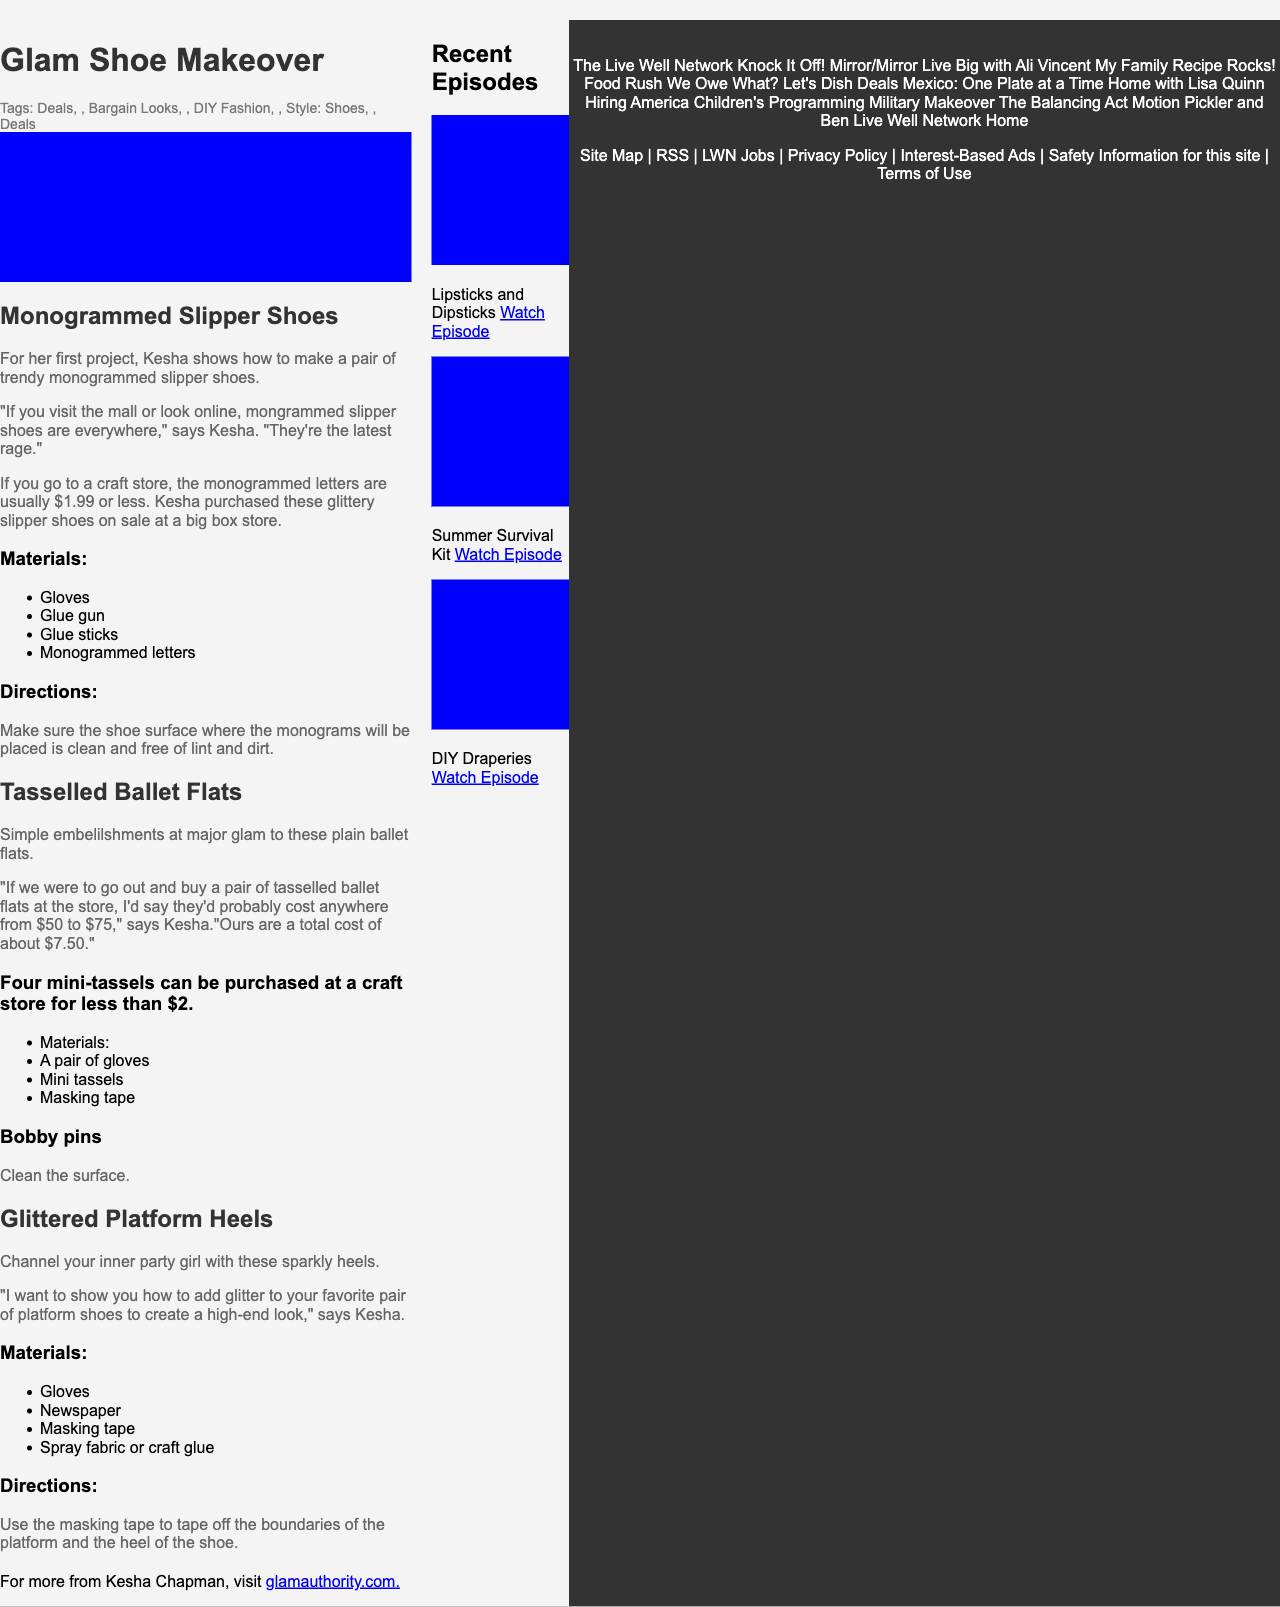 Glam Shoe Makeover
Tags: Deals, , Bargain Looks, , DIY Fashion, , Style: Shoes, ,
Deals
Monogrammed Slipper Shoes
For her first project, Kesha shows how to make a pair of
trendy monogrammed slipper shoes.
"If you visit the mall or look online, mongrammed slipper
shoes are everywhere," says Kesha. "They're the latest
rage."
If you go to a craft store, the monogrammed letters are
usually $1.99 or less. Kesha purchased these glittery
slipper shoes on sale at a big box store.
Materials:
• Gloves
• Glue gun
• Glue sticks
• Monogrammed letters
Directions:
Make sure the shoe surface where the monograms will be
placed is clean and free of lint and dirt.
Tasselled Ballet Flats
Simple embelilshments at major glam to these plain ballet
flats.
"If we were to go out and buy a pair of tasselled ballet
flats at the store, I'd say they'd probably cost anywhere
from $50 to $75," says Kesha."Ours are a total cost of
about $7.50."
Four mini-tassels can be purchased at a craft
store for less than $2.
• Materials:
• A pair of gloves
• Mini tassels
• Masking tape
Bobby pins
Clean the surface.
Glittered Platform Heels
Channel your inner party girl with these sparkly heels.
"I want to show you how to add glitter to your favorite pair
of platform shoes to create a high-end look," says Kesha.
Materials:
• Gloves
• Newspaper
• Masking tape
• Spray fabric or craft glue
Directions:
Use the masking tape to tape off the boundaries of the
platform and the heel of the shoe.
For more from Kesha Chapman, visit glamauthority.com.
Recent
Episodes
Lipsticks and
Dipsticks Watch
Episode
Summer Survival
Kit Watch Episode
DIY Draperies
Watch Episode
The Live Well Network Knock It Off! Mirror/Mirror Live Big with Ali Vincent My Family Recipe Rocks!
Food Rush We Owe What? Let's Dish Deals Mexico: One Plate at a Time Home with Lisa Quinn
Hiring America Children's Programming Military Makeover The Balancing Act Motion Pickler and
Ben Live Well Network Home
Site Map | RSS | LWN Jobs | Privacy Policy | Interest-Based Ads | Safety Information for this site |
Terms of Use